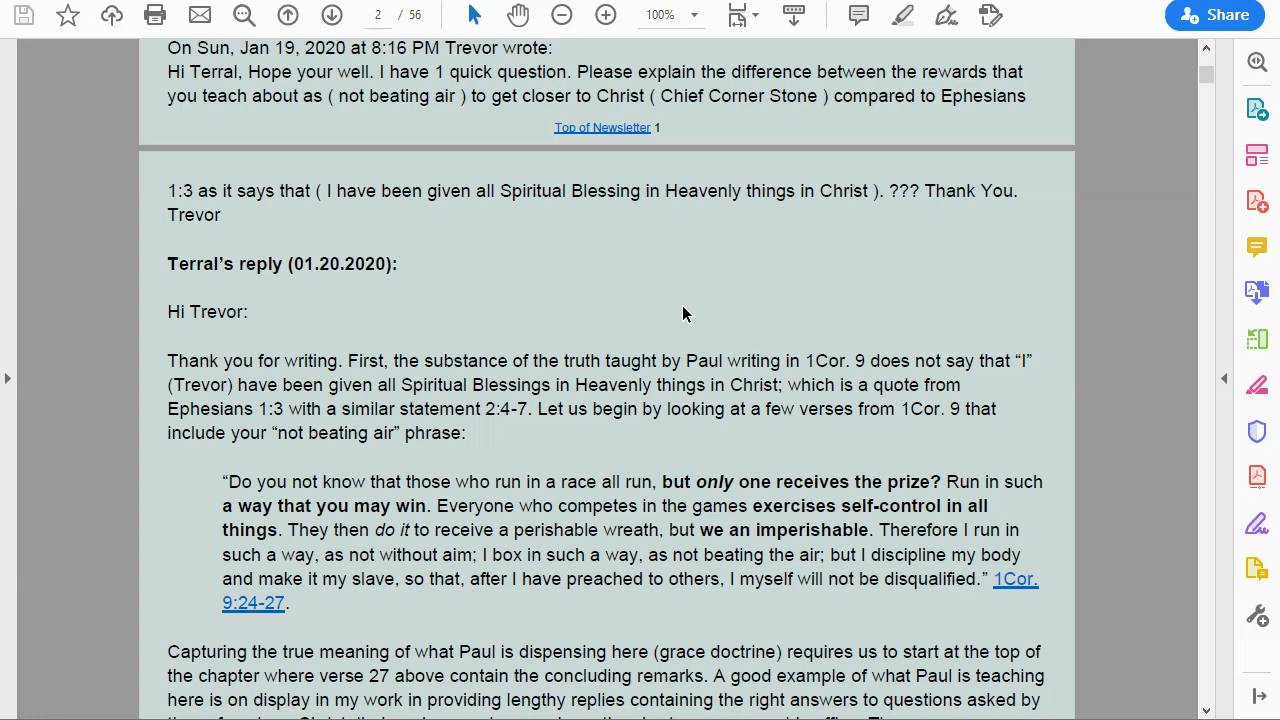 2 / 56
100%
Share
On Sun, Jan 19, 2020 at 8:16 PM Trevor wrote:
Hi Terral, Hope your well. I have 1 quick question. Please explain the difference between the rewards that
you teach about as ( not beating air ) to get closer to Christ ( Chief Corner Stone ) compared to Ephesians
Top of Newsletter 1
1:3 as it says that ( I have been given all Spiritual Blessing in Heavenly things in Christ ). ??? Thank You.
Trevor
Terral’s reply (01.20.2020):
Hi Trevor:
Thank you for writing. First, the substance of the truth taught by Paul writing in 1Cor. 9 does not say that “I”
(Trevor) have been given all Spiritual Blessings in Heavenly things in Christ; which is a quote from
Ephesians 1:3 with a similar statement 2:4-7. Let us begin by looking at a few verses from 1Cor. 9 that
include your “not beating air” phrase:
“Do you not know that those who run in a race all run, but only one receives the prize? Run in such
a way that you may win. Everyone who competes in the games exercises self-control in all
things. They then do it to receive a perishable wreath, but we an imperishable. Therefore I run in
such a way, as not without aim; I box in such a way, as not beating the air; but I discipline my body
and make it my slave, so that, after I have preached to others, I myself will not be disqualified.” 1Cor.
9:24-27.
Capturing the true meaning of what Paul is dispensing here (grace doctrine) requires us to start at the top of
the chapter where verse 27 above contain the concluding remarks. A good example of what Paul is teaching
here is on display in my work in providing lengthy replies containing the right answers to questions asked by